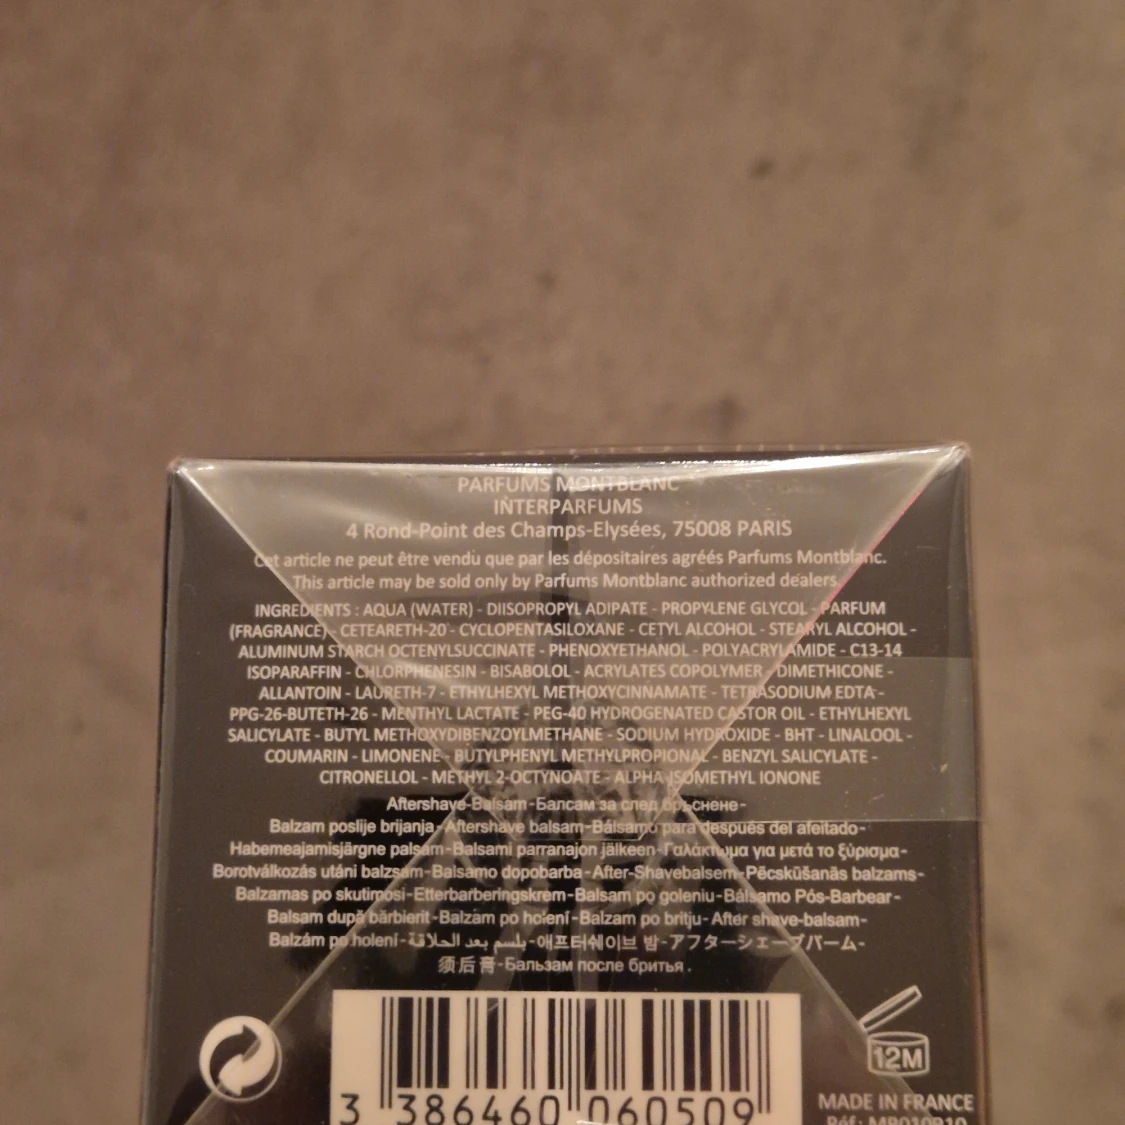 PARFUMS MONTBLANC
INTERPARFUMS
4 Rond-Point des Champs-Elysées, 75008 PARIS
Cet article ne peut être vendu que par les dépositaires agréés Parfums Montblanc.
This article may be sold only by Parfums Montblanc authorized dealers.
INGREDIENTS : AQUA (WATER) - DIISOPROPYL ADIPATE - PROPYLENE GLYCOL - PARFUM
(FRAGRANCE) - CETEARETH-20 - CYCLOPENTASILOXANE - CETYL ALCOHOL - STEARYL ALCOHOL -
ALUMINUM STARCH OCTENYLSUCCINATE - PHENOXYETHANOL - POLYACRYLAMIDE - C13-14
ISOPARAFFIN - CHLORPHENESIN - BISABOLOL - ACRYLATES COPOLYMER - DIMETHICONE -
ALLANTOIN - LAURETH-7 - ETHYLHEXYL METHOXYCINNAMATE - TETRASODIUM EDTA -
PPG-26-BUTETH-26 - MENTHYL LACTATE - PEG-40 HYDROGENATED CASTOR OIL - ETHYLHEXYL
SALICYLATE - BUTYL METHOXYDIBENZOYLMETHANE - SODIUM HYDROXIDE - BHT - LINALOOL -
COUMARIN - LIMONENE - BUTYLPHENYL METHYLPROPIONAL - BENZYL SALICYLATE -
CITRONELLOL - METHYL 2-OCTYNOATE - ALPHA-ISOMETHYL IONONE
Aftershave-Balsam-Балсам за след бръснене-
Balzam poslije brijanja-Aftershave balsam-Bálsamo para después del afeitado-
Habemeajamisjärgne palsam-Balsami parranajon jälkeen-Γαλάκτωμα για μετά το ξύρισμα-
Borotválkozás utáni balzsam-Balsamo dopobarba-After-Shavebalsem-Pēcskūšanās balzams-
Balzamas po skutimosi-Etterbarberingskrem-Balsam po goleniu-Bálsamo Pós-Barbear-
Balsam după bărbierit-Balzam po holení-Balzam po britju-After shave-balsam-
Balzám po holení-بلسم بعد الحلاقة-애프터쉐이브 밤-アフターシェーブバーム-
须后膏-Бальзам после бритья.
12M
3 386460 060509
MADE IN FRANCE